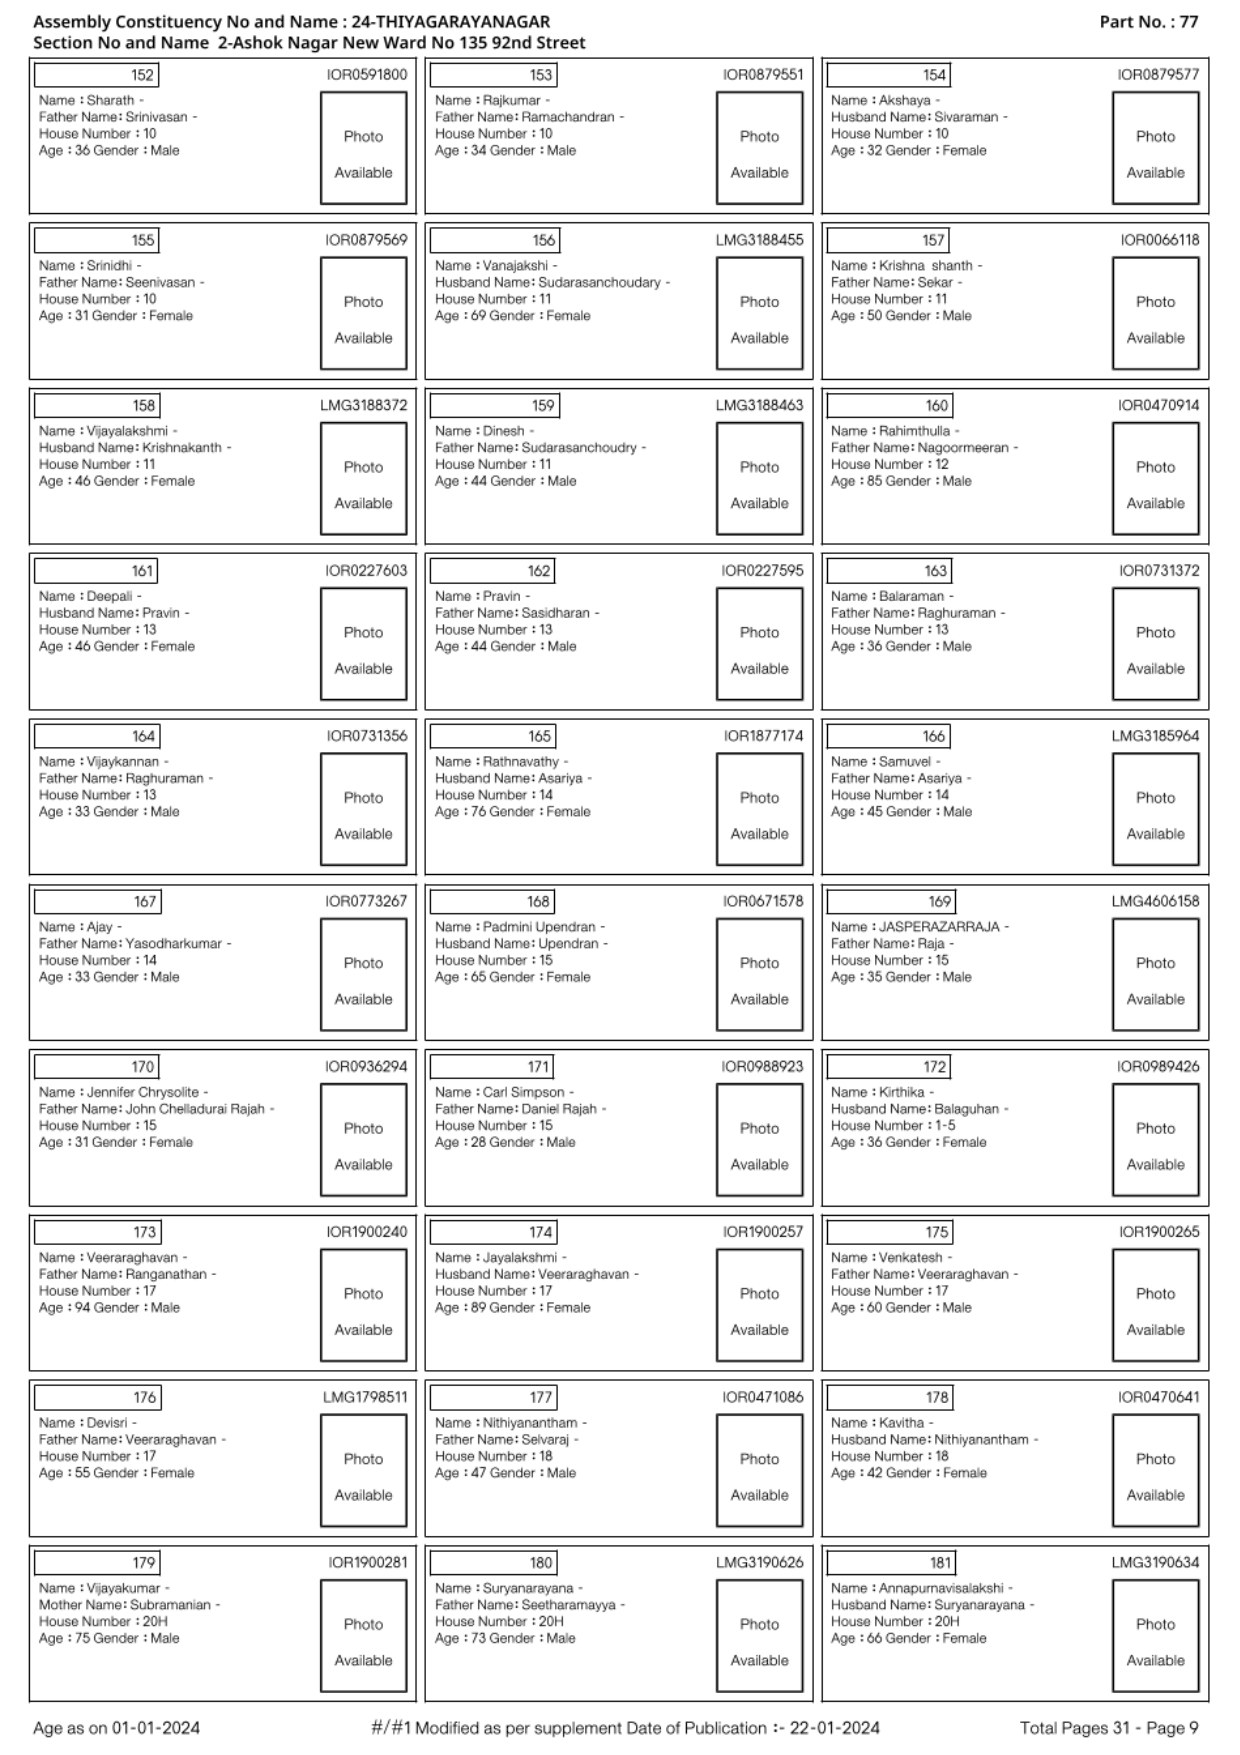 Assembly Constituency No and Name : 24-THIYAGARAYANAGAR
Part No. : 77
Section No and Name 2-Ashok Nagar New Ward No 135 92nd Street
152 IOR0591800
Name : Sharath -
Father Name: Srinivasan -
House Number : 10
Age : 36 Gender : Male
Photo
Available
153 IOR0879551
Name : Rajkumar -
Father Name: Ramachandran -
House Number : 10
Age : 34 Gender : Male
Photo
Available
154 IOR0879577
Name : Akshaya -
Husband Name: Sivaraman -
House Number : 10
Age : 32 Gender : Female
Photo
Available
155 IOR0879569
Name : Srinidhi -
Father Name: Seenivasan -
House Number : 10
Age : 31 Gender : Female
Photo
Available
156 LMG3188455
Name : Vanajakshi -
Husband Name: Sudarasanchoudary -
House Number : 11
Age : 69 Gender : Female
Photo
Available
157 IOR0066118
Name : Krishna shanth -
Father Name: Sekar -
House Number : 11
Age : 50 Gender : Male
Photo
Available
158 LMG3188372
Name : Vijayalakshmi -
Husband Name: Krishnakanth -
House Number : 11
Age : 46 Gender : Female
Photo
Available
159 LMG3188463
Name : Dinesh -
Father Name: Sudarasanchoudry -
House Number : 11
Age : 44 Gender : Male
Photo
Available
160 IOR0470914
Name : Rahimthulla -
Father Name: Nagoormeeran -
House Number : 12
Age : 85 Gender : Male
Photo
Available
161 IOR0227603
Name : Deepali -
Husband Name: Pravin -
House Number : 13
Age : 46 Gender : Female
Photo
Available
162 IOR0227595
Name : Pravin -
Father Name: Sasidharan -
House Number : 13
Age : 44 Gender : Male
Photo
Available
163 IOR0731372
Name : Balaraman -
Father Name: Raghuraman -
House Number : 13
Age : 36 Gender : Male
Photo
Available
164 IOR0731356
Name : Vijaykannan -
Father Name: Raghuraman -
House Number : 13
Age : 33 Gender : Male
Photo
Available
165 IOR1877174
Name : Rathnavathy -
Husband Name: Asariya -
House Number : 14
Age : 76 Gender : Female
Photo
Available
166 LMG3185964
Name : Samuvel -
Father Name: Asariya -
House Number : 14
Age : 45 Gender : Male
Photo
Available
167 IOR0773267
Name : Ajay -
Father Name: Yasodharkumar -
House Number : 14
Age : 33 Gender : Male
Photo
Available
168 IOR0671578
Name : Padmini Upendran -
Husband Name: Upendran -
House Number : 15
Age : 65 Gender : Female
Photo
Available
169 LMG4606158
Name : JASPERAZARRAJA -
Father Name: Raja -
House Number : 15
Age : 35 Gender : Male
Photo
Available
170 IOR0936294
Name : Jennifer Chrysolite -
Father Name: John Chelladurai Rajah -
House Number : 15
Age : 31 Gender : Female
Photo
Available
171 IOR0988923
Name : Carl Simpson -
Father Name: Daniel Rajah -
House Number : 15
Age : 28 Gender : Male
Photo
Available
172 IOR0989426
Name : Kirthika -
Husband Name: Balaguhan -
House Number : 1-5
Age : 36 Gender : Female
Photo
Available
173 IOR1900240
Name : Veeraraghavan -
Father Name: Ranganathan -
House Number : 17
Age : 94 Gender : Male
Photo
Available
174 IOR1900257
Name : Jayalakshmi -
Husband Name: Veeraraghavan -
House Number : 17
Age : 89 Gender : Female
Photo
Available
175 IOR1900265
Name : Venkatesh -
Father Name: Veeraraghavan -
House Number : 17
Age : 60 Gender : Male
Photo
Available
176 LMG1798511
Name : Devisri -
Father Name: Veeraraghavan -
House Number : 17
Age : 55 Gender : Female
Photo
Available
177 IOR0471086
Name : Nithiyanantham -
Father Name: Selvaraj -
House Number : 18
Age : 47 Gender : Male
Photo
Available
178 IOR0470641
Name : Kavitha -
Husband Name: Nithiyanantham -
House Number : 18
Age : 42 Gender : Female
Photo
Available
179 IOR1900281
Name : Vijayakumar -
Mother Name: Subramanian -
House Number : 20H
Age : 75 Gender : Male
Photo
Available
180 LMG3190626
Name : Suryanarayana -
Father Name: Seetharamayya -
House Number : 20H
Age : 73 Gender : Male
Photo
Available
181 LMG3190634
Name : Annapurnavisalakshi -
Husband Name: Suryanarayana -
House Number : 20H
Age : 66 Gender : Female
Photo
Available
Age as on 01-01-2024
#/#1 Modified as per supplement Date of Publication :- 22-01-2024
Total Pages 31 - Page 9